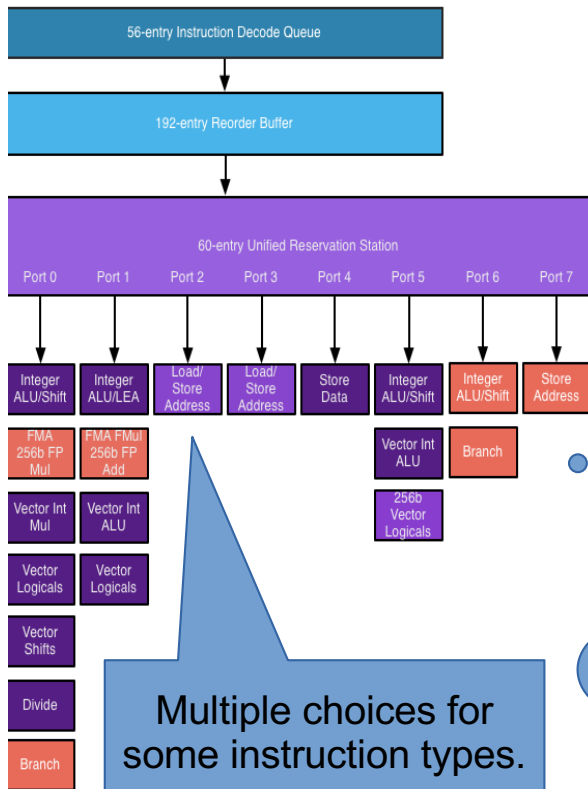 56-entry Instruction Decode Queue
192-entry Reorder Buffer
60-entry Unified Reservation Station
Port 0 Port 1 Port 2 Port 3 Port 4 Port 5 Port 6 Port 7
Integer ALU/Shift
Integer ALU/LEA
Load/ Store Address
Load/ Store Address
Store Data
Integer ALU/Shift
Integer ALU/Shift
Store Address
FMA 256b FP Mul
FMA FMul 256b FP Add
Vector Int ALU
Branch
Vector Int Mul
Vector Int ALU
256b Vector Logicals
Vector Logicals
Vector Logicals
Vector Shifts
Divide
Branch
Multiple choices for
some instruction types.